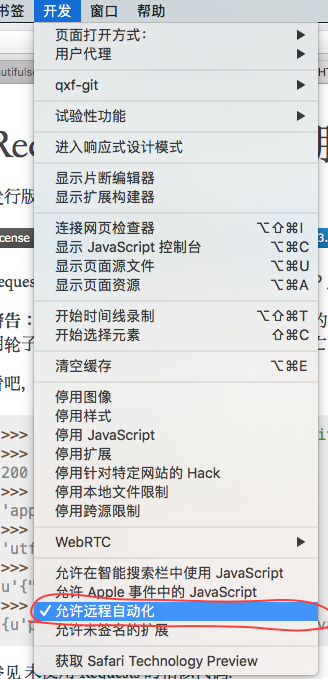 书签 开发 窗口 帮助
页面打开方式：
用户代理
qxf-git
试验性功能
进入响应式设计模式
显示片断编辑器
显示扩展构建器
连接网页检查器 ⌥⇧⌘I
显示 JavaScript 控制台 ⌥⌘C
显示页面源文件 ⌥⌘U
显示页面资源 ⌥⌘A
开始时间线录制 ⌥⇧⌘T
开始选择元素 ⇧⌘C
清空缓存 ⌥⌘E
停用图像
停用样式
停用 JavaScript
停用扩展
停用针对特定网站的 Hack
停用本地文件限制
停用跨源限制
WebRTC
允许在智能搜索栏中使用 JavaScript
允许 Apple 事件中的 JavaScript
✓允许远程自动化
允许未签名的扩展
获取 Safari Technology Preview